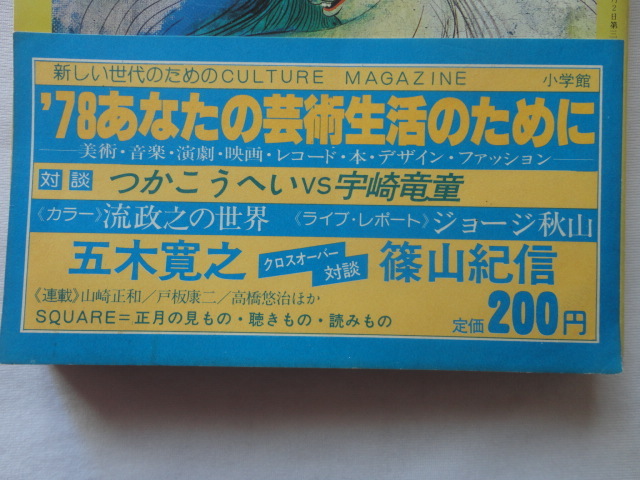 新しい世代のためのCULTURE MAGAZINE 小学館
'78あなたの芸術生活のために
美術・音楽・演劇・映画・レコード・本・デザイン・ファッション
対談 つかこうへいVS宇崎竜童
《カラー》流政之の世界 《ライブ・レポート》ジョージ秋山
五木寛之 クロスオーバー対談 篠山紀信
《連載》山崎正和／戸板康二／高橋悠治ほか
SQUARE=正月の見もの・聴きもの・読みもの
定価200円